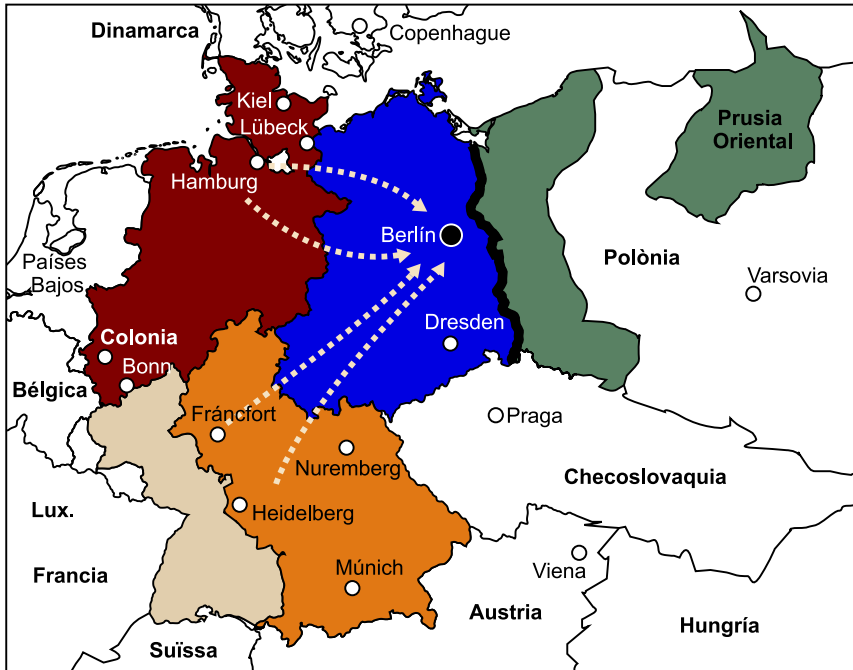 Dinamarca
Copenhague
Kiel
Lübeck
Prusia
Oriental
Hamburg
Berlín
Países
Bajos
Polònia
Varsovia
Colonia
Dresden
Bonn
Bélgica
Fráncfort
Praga
Nuremberg
Checoslovaquia
Lux.
Heidelberg
Francia
Múnich
Viena
Austria
Hungría
Suïssa